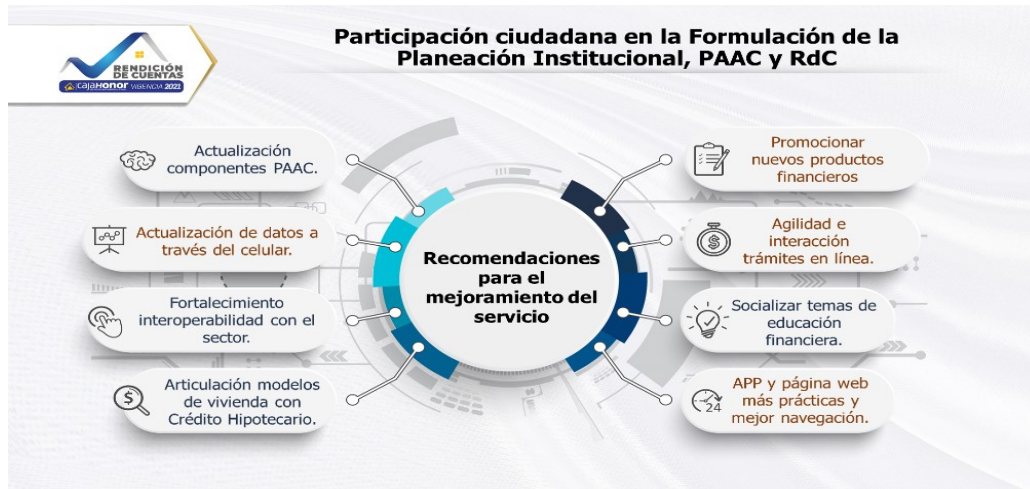 Participación ciudadana en la Formulación de la
Planeación Institucional, PAAC y RdC
RENDICIÓN
DE CUENTAS
cajaHonor VIGENCIA 2021
Actualización
componentes PAAC.
Actualización de datos a
través del celular.
Fortalecimiento
interoperabilidad con el
sector.
Articulación modelos
de vivienda con
Crédito Hipotecario.
Recomendaciones
para el
mejoramiento del
servicio
Promocionar
nuevos productos
financieros
Agilidad e
interacción
trámites en línea.
Socializar temas de
educación
financiera.
24
APP y página web
más prácticas y
mejor navegación.